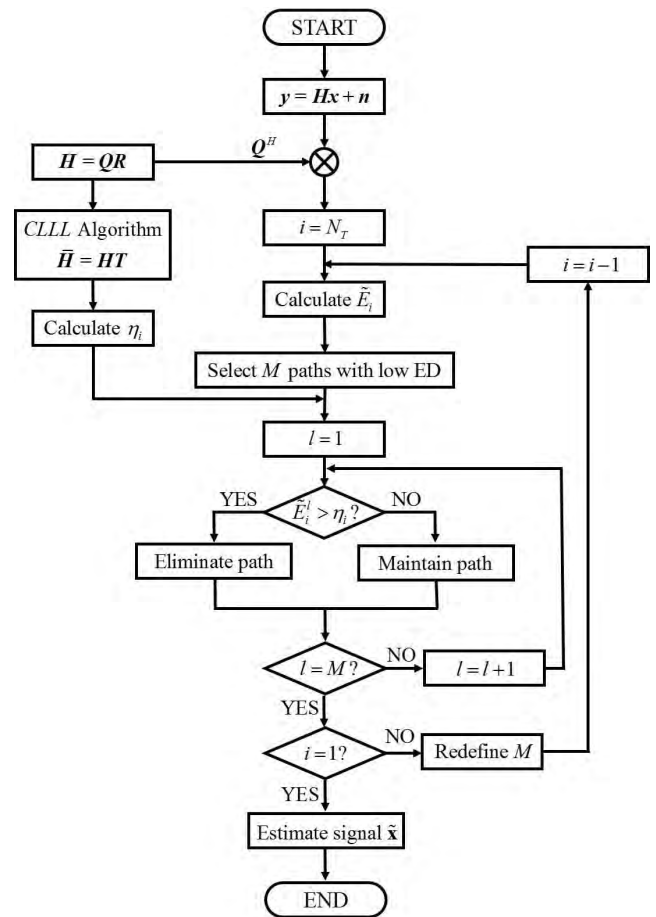 START
y = Hx + n
H = QR
Q^H
CLLL Algorithm
H̄ = HT
i = N_T
i = i−1
Calculate Ẽ_i
Calculate η_i
Select M paths with low ED
l = 1
YES
Ẽ_i^l > η_i?
NO
Eliminate path
Maintain path
l = M?
NO
l = l+1
YES
i = 1?
NO
Redefine M
YES
Estimate signal x̃
END